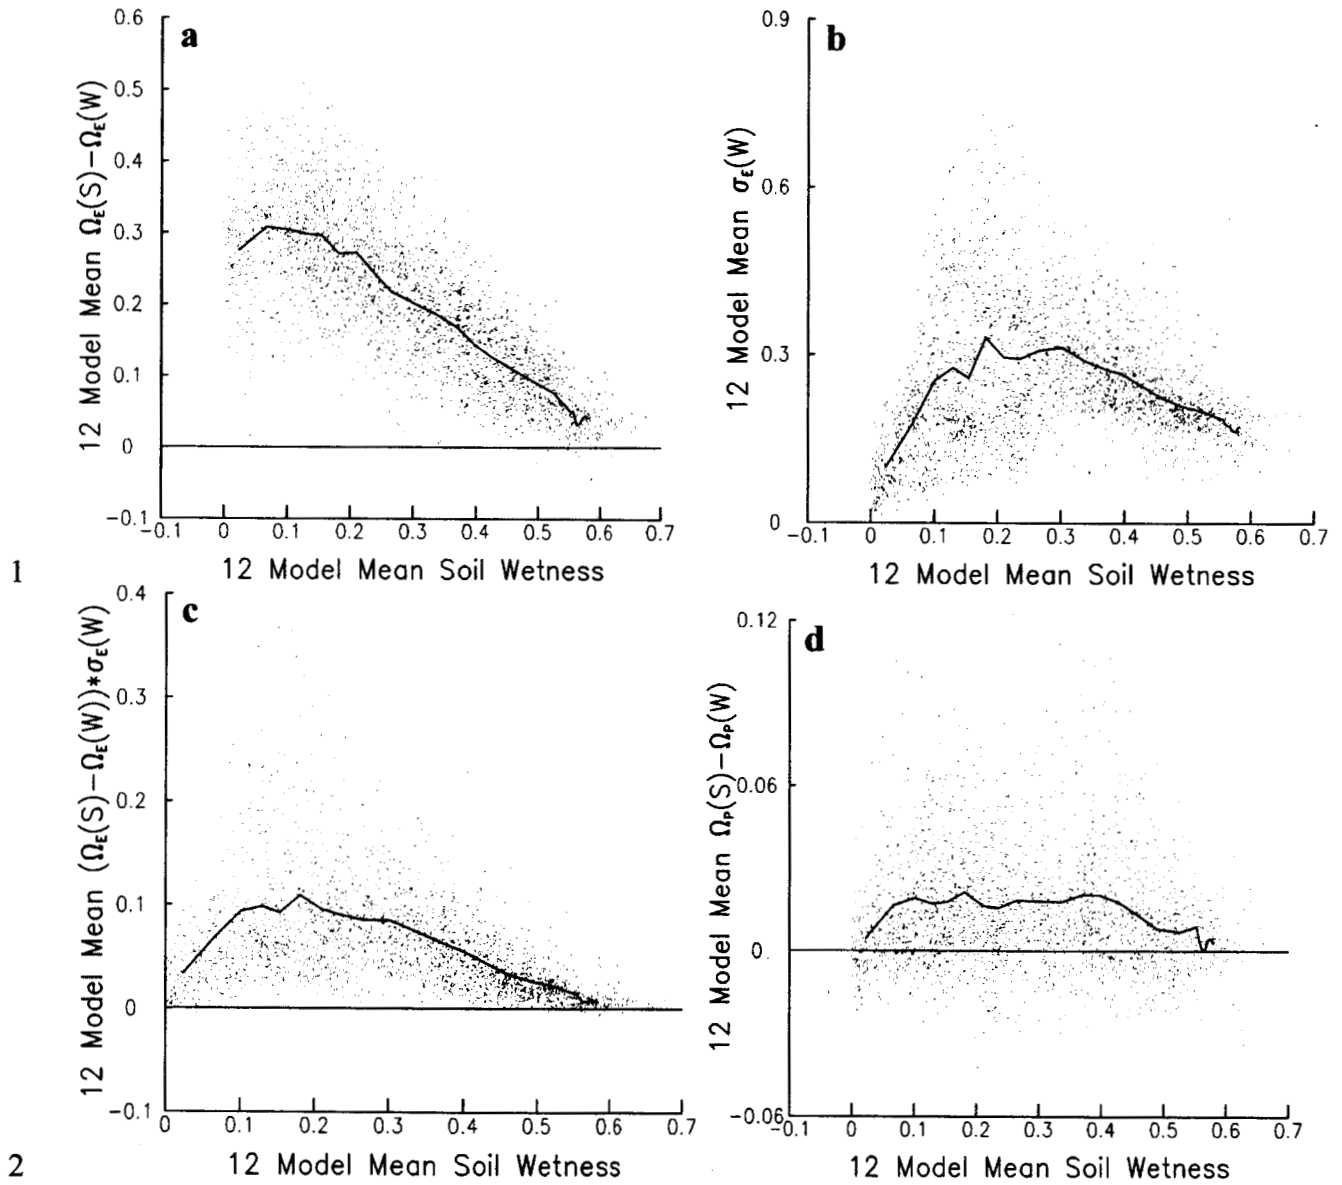 a
0.6
0.5
0.4
0.3
0.2
0.1
0
-0.1
-0.1 0 0.1 0.2 0.3 0.4 0.5 0.6 0.7
12 Model Mean Ω_E(S)-Ω_E(W)
12 Model Mean Soil Wetness
b
0.9
0.6
0.3
0
-0.1 0 0.1 0.2 0.3 0.4 0.5 0.6 0.7
12 Model Mean σ_E(W)
12 Model Mean Soil Wetness
1
c
0.4
0.3
0.2
0.1
0
-0.1
0 0.1 0.2 0.3 0.4 0.5 0.6 0.7
12 Model Mean (Ω_E(S)-Ω_E(W))*σ_E(W)
12 Model Mean Soil Wetness
d
0.12
0.06
0
-0.06
-0.1 0 0.1 0.2 0.3 0.4 0.5 0.6 0.7
12 Model Mean Ω_P(S)-Ω_P(W)
12 Model Mean Soil Wetness
2